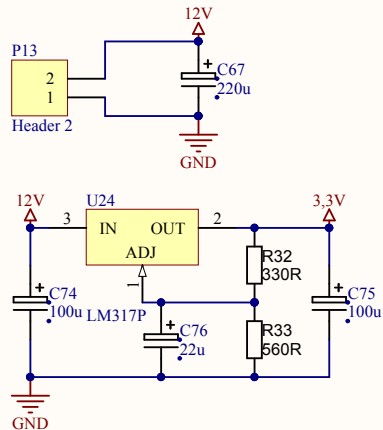 12V
P13
2
1
Header 2
C67
220u
GND
12V
U24
3,3V
3
IN
OUT
2
ADJ
1
LM317P
R32
330R
C74
100u
C75
100u
C76
22u
R33
560R
GND